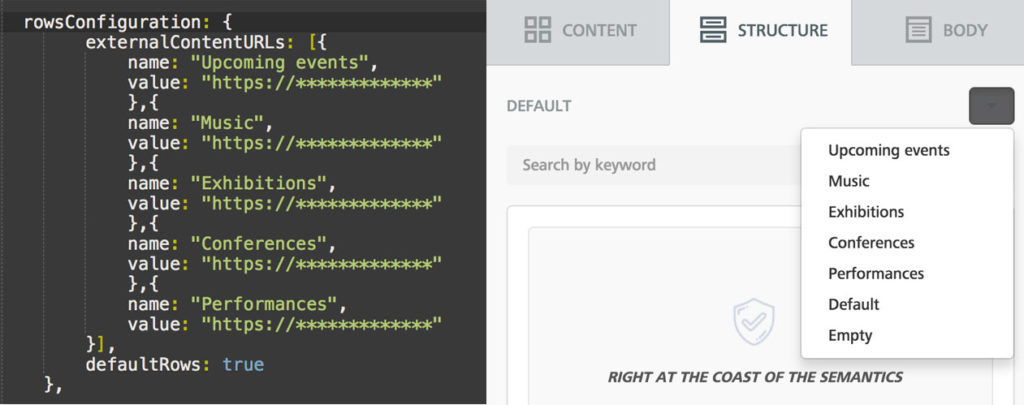 rowsConfiguration: {
externalContentURLs: [{
name: "Upcoming events",
value: "https://*************"
},{
name: "Music",
value: "https://*************"
},{
name: "Exhibitions",
value: "https://*************"
},{
name: "Conferences",
value: "https://*************"
},{
name: "Performances",
value: "https://*************"
}],
defaultRows: true
},
CONTENT
STRUCTURE
BODY
DEFAULT
Search by keyword
Upcoming events
Music
Exhibitions
Conferences
Performances
Default
Empty
RIGHT AT THE COAST OF THE SEMANTICS